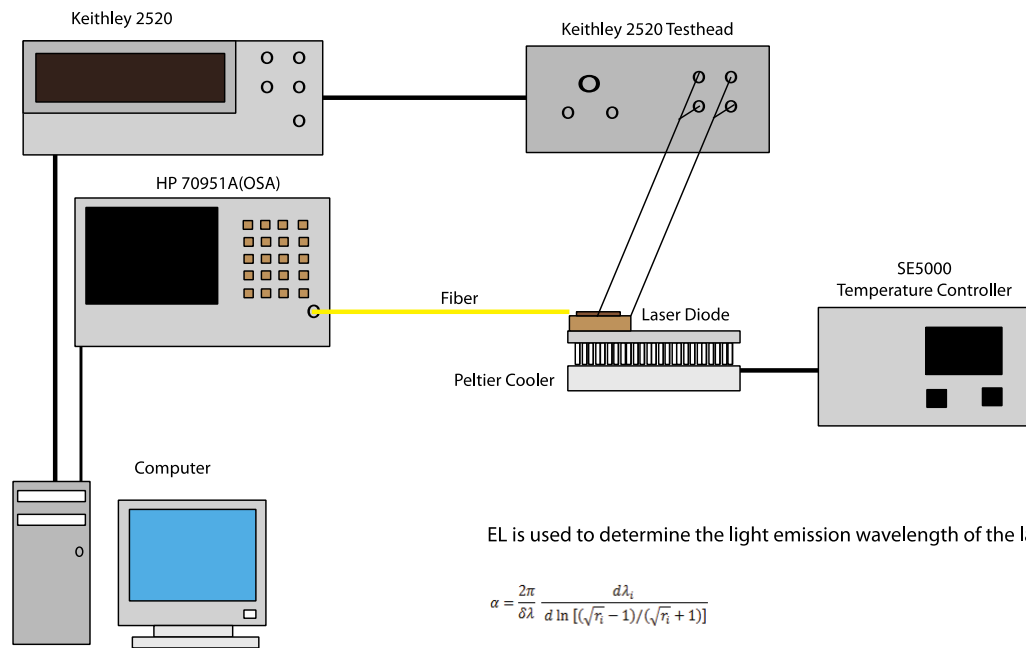 Keithley 2520
Keithley 2520 Testhead
HP 70951A(OSA)
SE5000
Temperature Controller
Fiber
Laser Diode
Peltier Cooler
Computer
EL is used to determine the light emission wavelength of the
α = 2π/δλ dλᵢ/d ln [(√rᵢ − 1)/(√rᵢ + 1)]